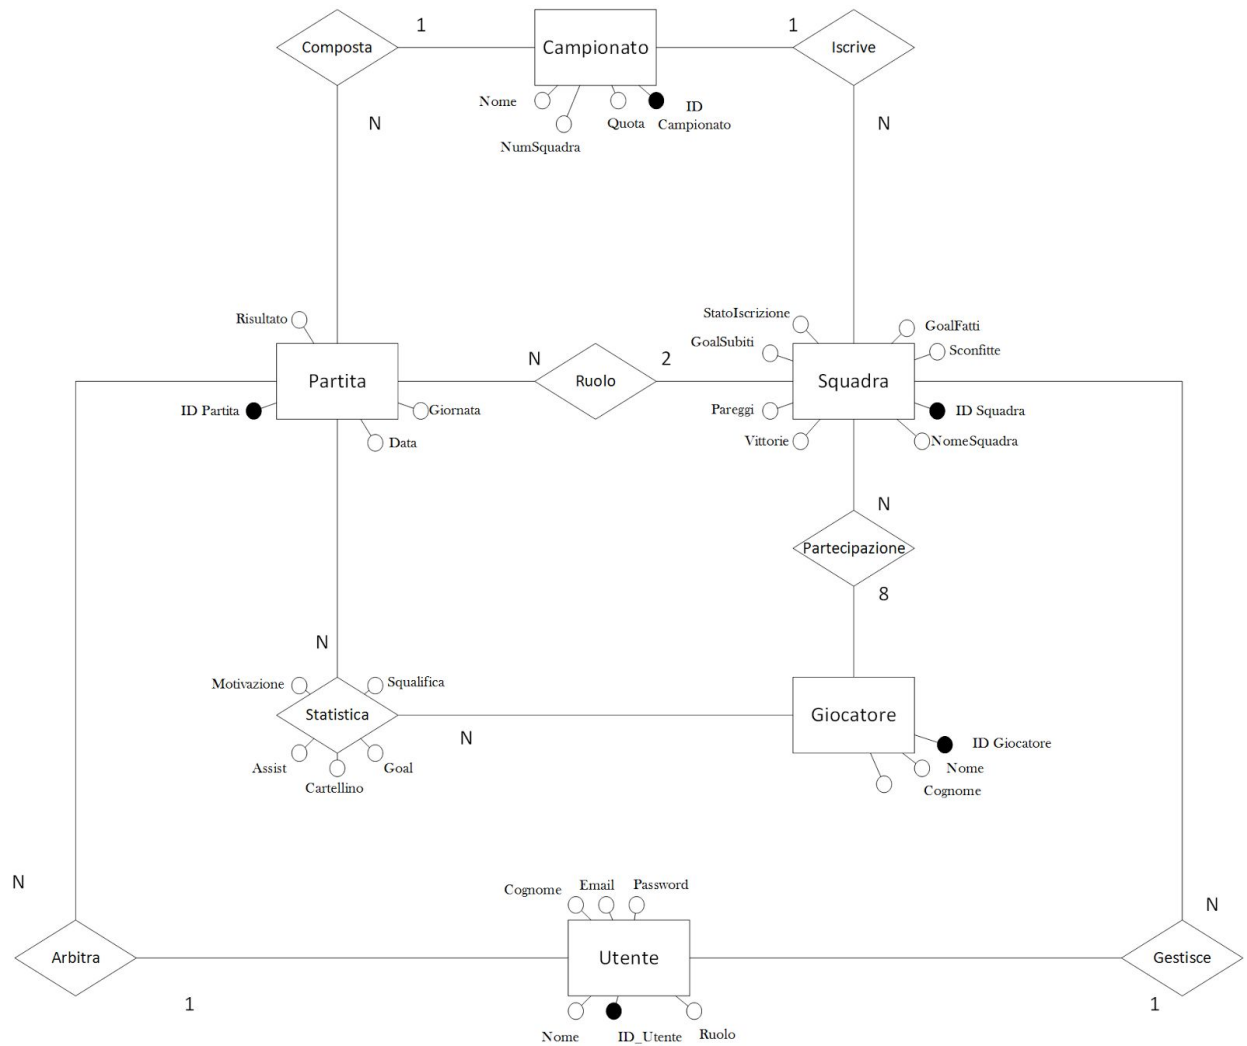 1
1
Composta
Campionato
Iscrive
Nome
ID
Campionato
Quota
NumSquadra
N
N
Risultato
StatoIscrizione
GoalFatti
GoalSubiti
Sconfitte
N
2
Partita
Ruolo
Squadra
ID Partita
Giornata
Pareggi
ID Squadra
Data
Vittorie
NomeSquadra
N
Partecipazione
8
N
Motivazione
Squalifica
Statistica
Giocatore
N
ID Giocatore
Assist
Goal
Nome
Cartellino
Cognome
N
Cognome
Email
Password
N
Arbitra
Utente
Gestisce
1
1
Nome
ID_Utente
Ruolo